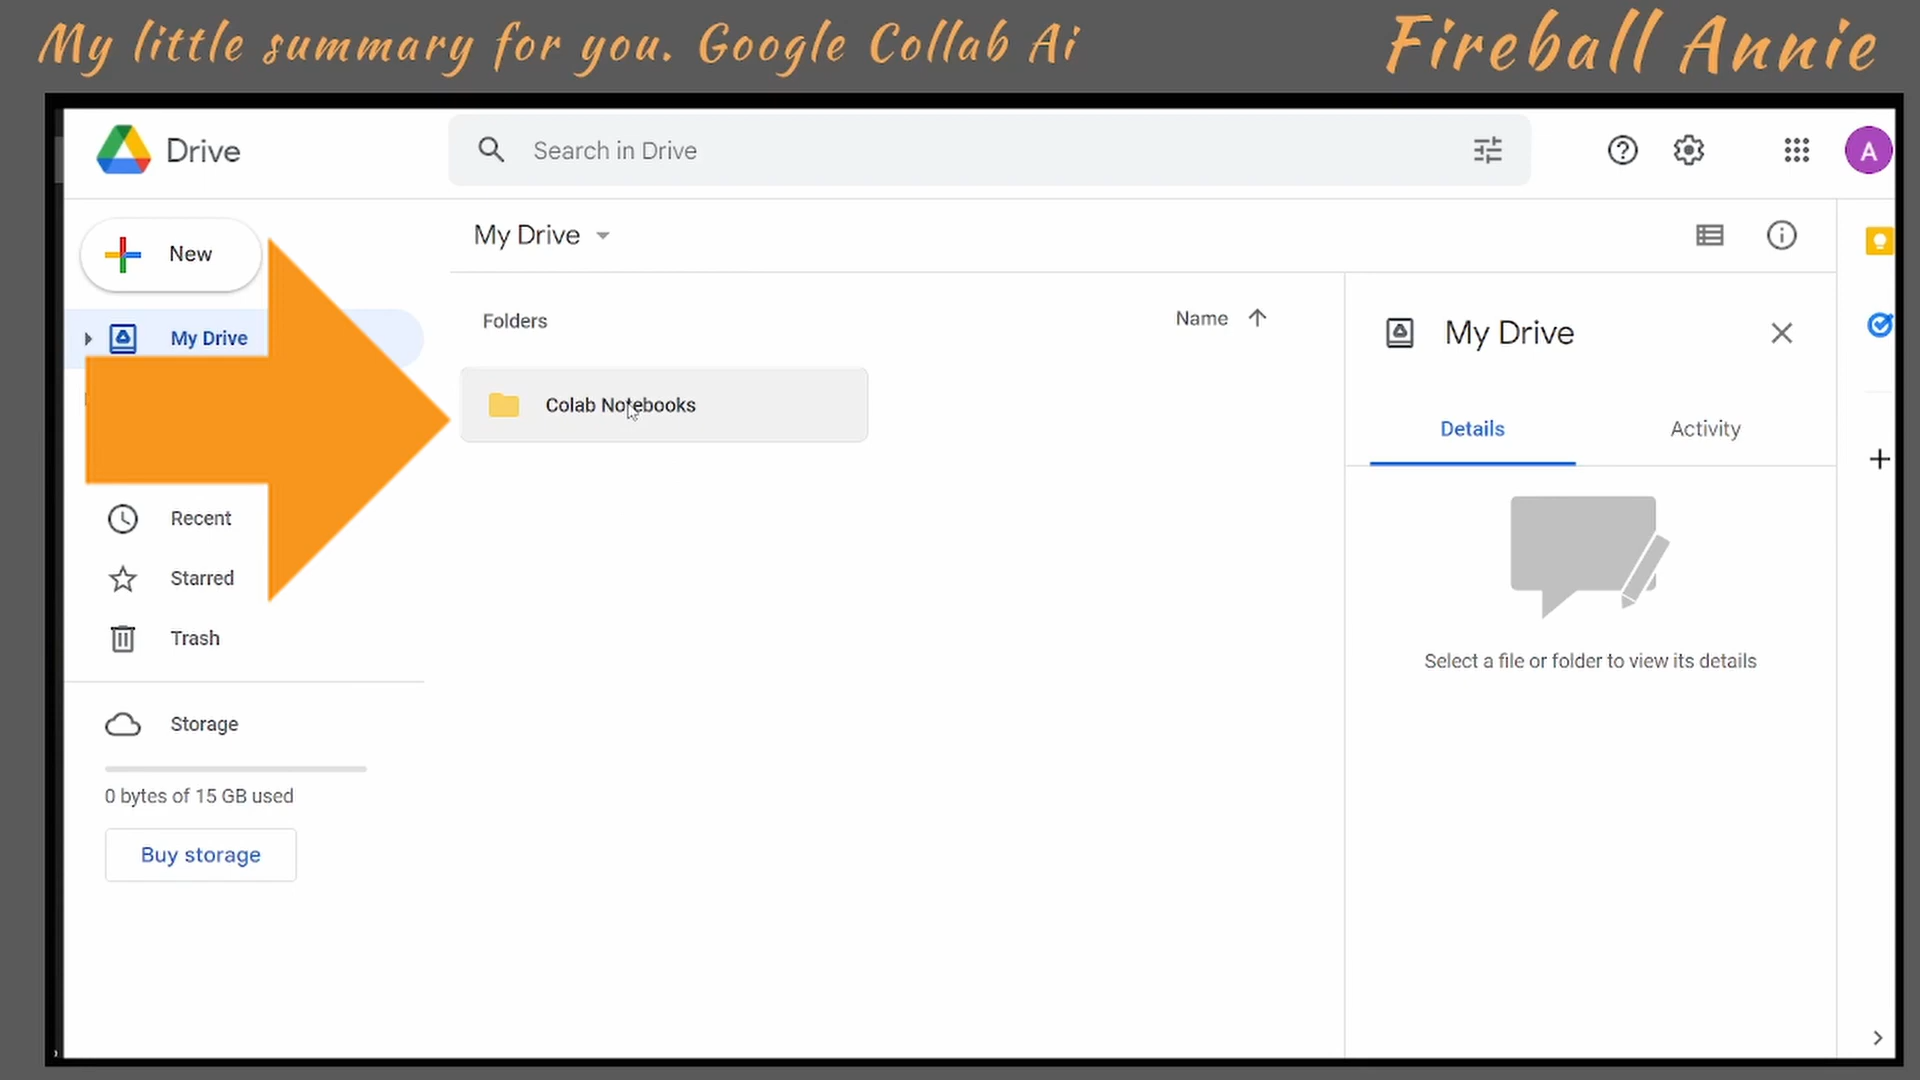 My little summary for you. Google Collab Ai
Fireball Annie
Drive
Search in Drive
A
New
My Drive
Recent
Starred
Trash
Storage
0 bytes of 15 GB used
Buy storage
My Drive
Folders
Name
Colab Notebooks
My Drive
Details
Activity
Select a file or folder to view its details